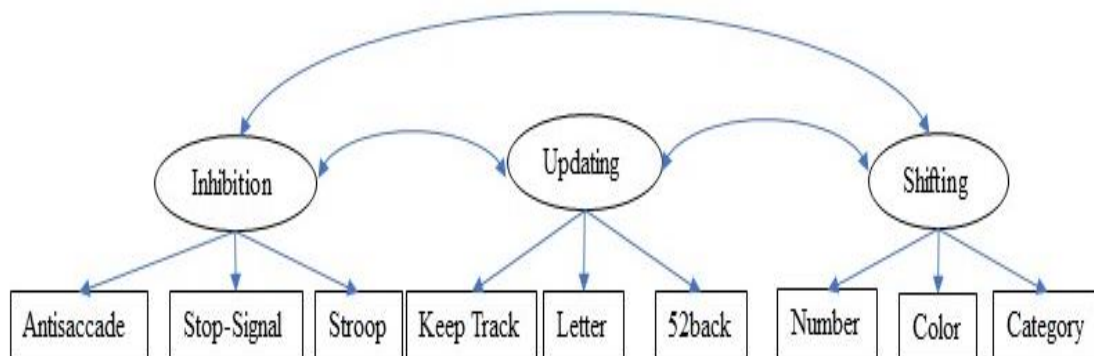 Inhibition
Updating
Shifting
Antisaccade
Stop-Signal
Stroop
Keep Track
Letter
52back
Number
Color
Category